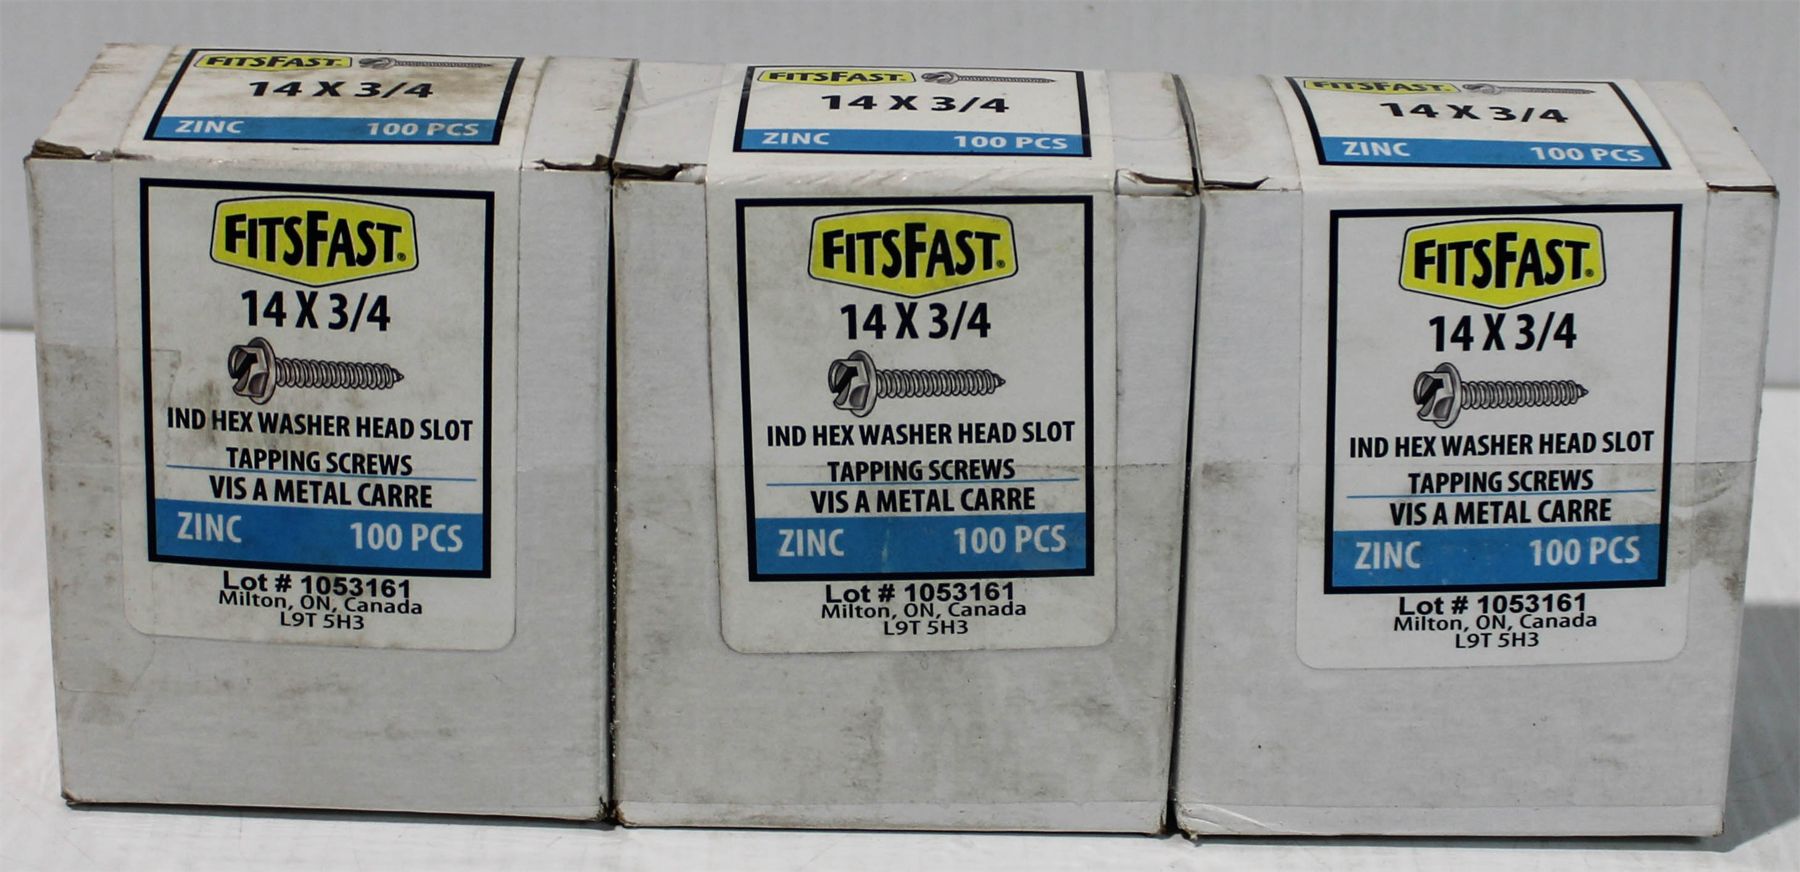 FITSFAST.
14 X 3/4
ZINC 100 PCS
FITSFAST®
14 X 3/4
IND HEX WASHER HEAD SLOT
TAPPING SCREWS
VIS A METAL CARRE
ZINC 100 PCS
Lot # 1053161
Milton, ON, Canada
L9T 5H3
FITSFAST.
14 X 3/4
ZINC 100 PCS
FITSFAST®
14 X 3/4
IND HEX WASHER HEAD SLOT
TAPPING SCREWS
VIS A METAL CARRE
ZINC 100 PCS
Lot # 1053161
Milton, ON, Canada
L9T 5H3
FITSFAST.
14 X 3/4
ZINC 100 PCS
FITSFAST®
14 X 3/4
IND HEX WASHER HEAD SLOT
TAPPING SCREWS
VIS A METAL CARRE
ZINC 100 PCS
Lot # 1053161
Milton, ON, Canada
L9T 5H3